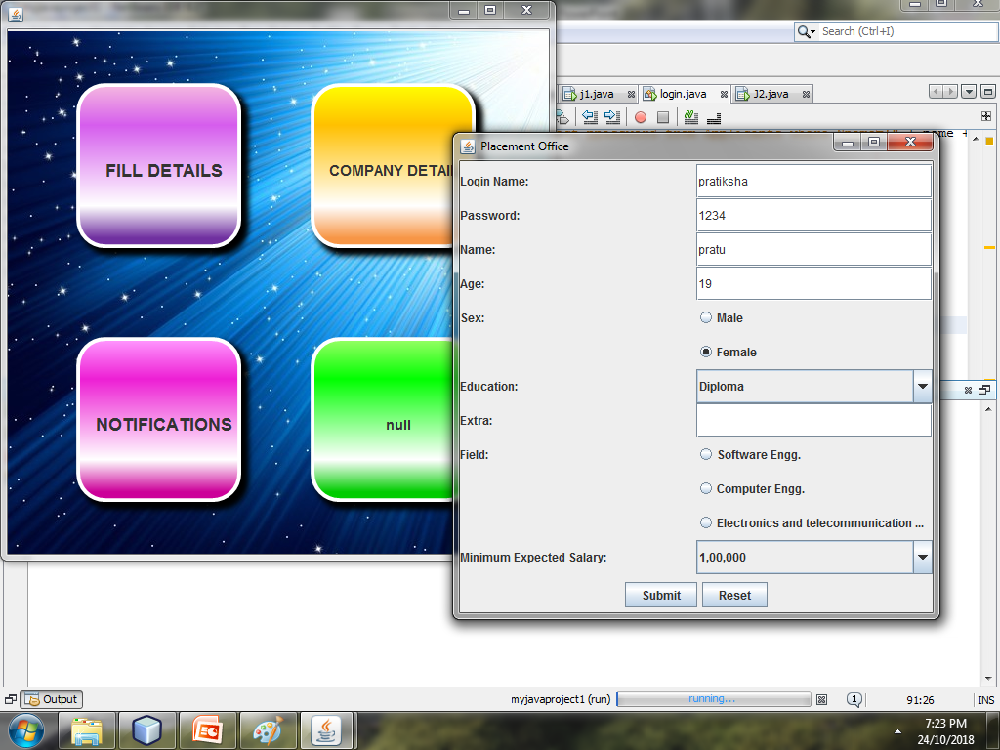 Search (Ctrl+I)
j1.java
login.java
J2.java
name +
FILL DETAILS
COMPANY DETAI
NOTIFICATIONS
null
Placement Office
Login Name: pratiksha
Password: 1234
Name: pratu
Age: 19
Sex: Male
Female
Education: Diploma
Extra:
Field: Software Engg.
Computer Engg.
Electronics and telecommunication ...
Minimum Expected Salary: 1,00,000
Submit Reset
Output
myjavaproject1 (run) running... 1 91:26 INS
7:23 PM
24/10/2018